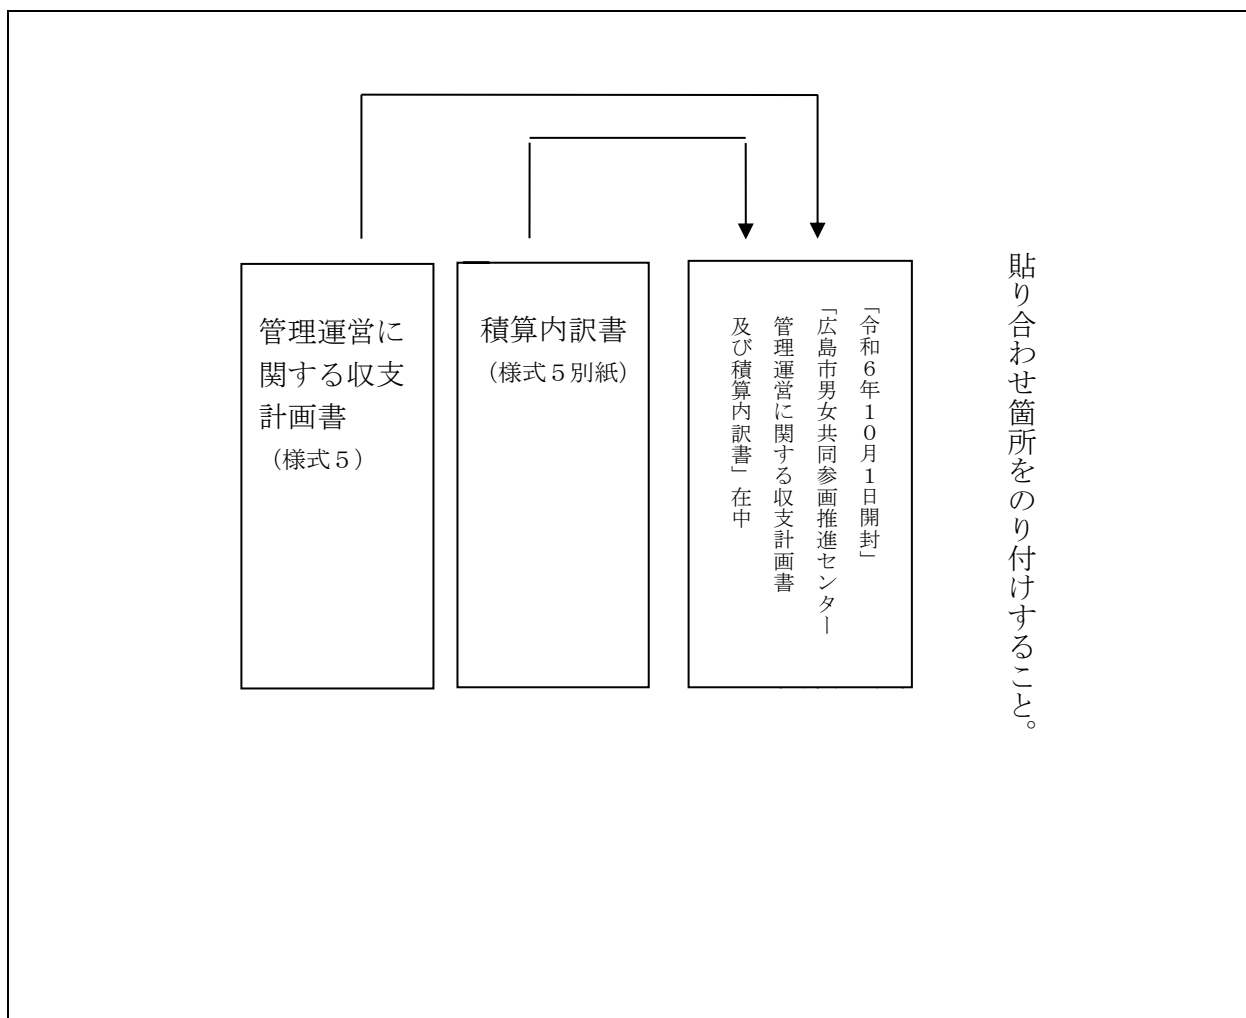 管理運営に
関する収支
計画書
（様式５）
積算内訳書
（様式５別紙）
「令和６年１０月１日開封」
「広島市男女共同参画推進センター
管理運営に関する収支計画書
及び積算内訳書」在中
貼り合わせ箇所をのり付けすること。